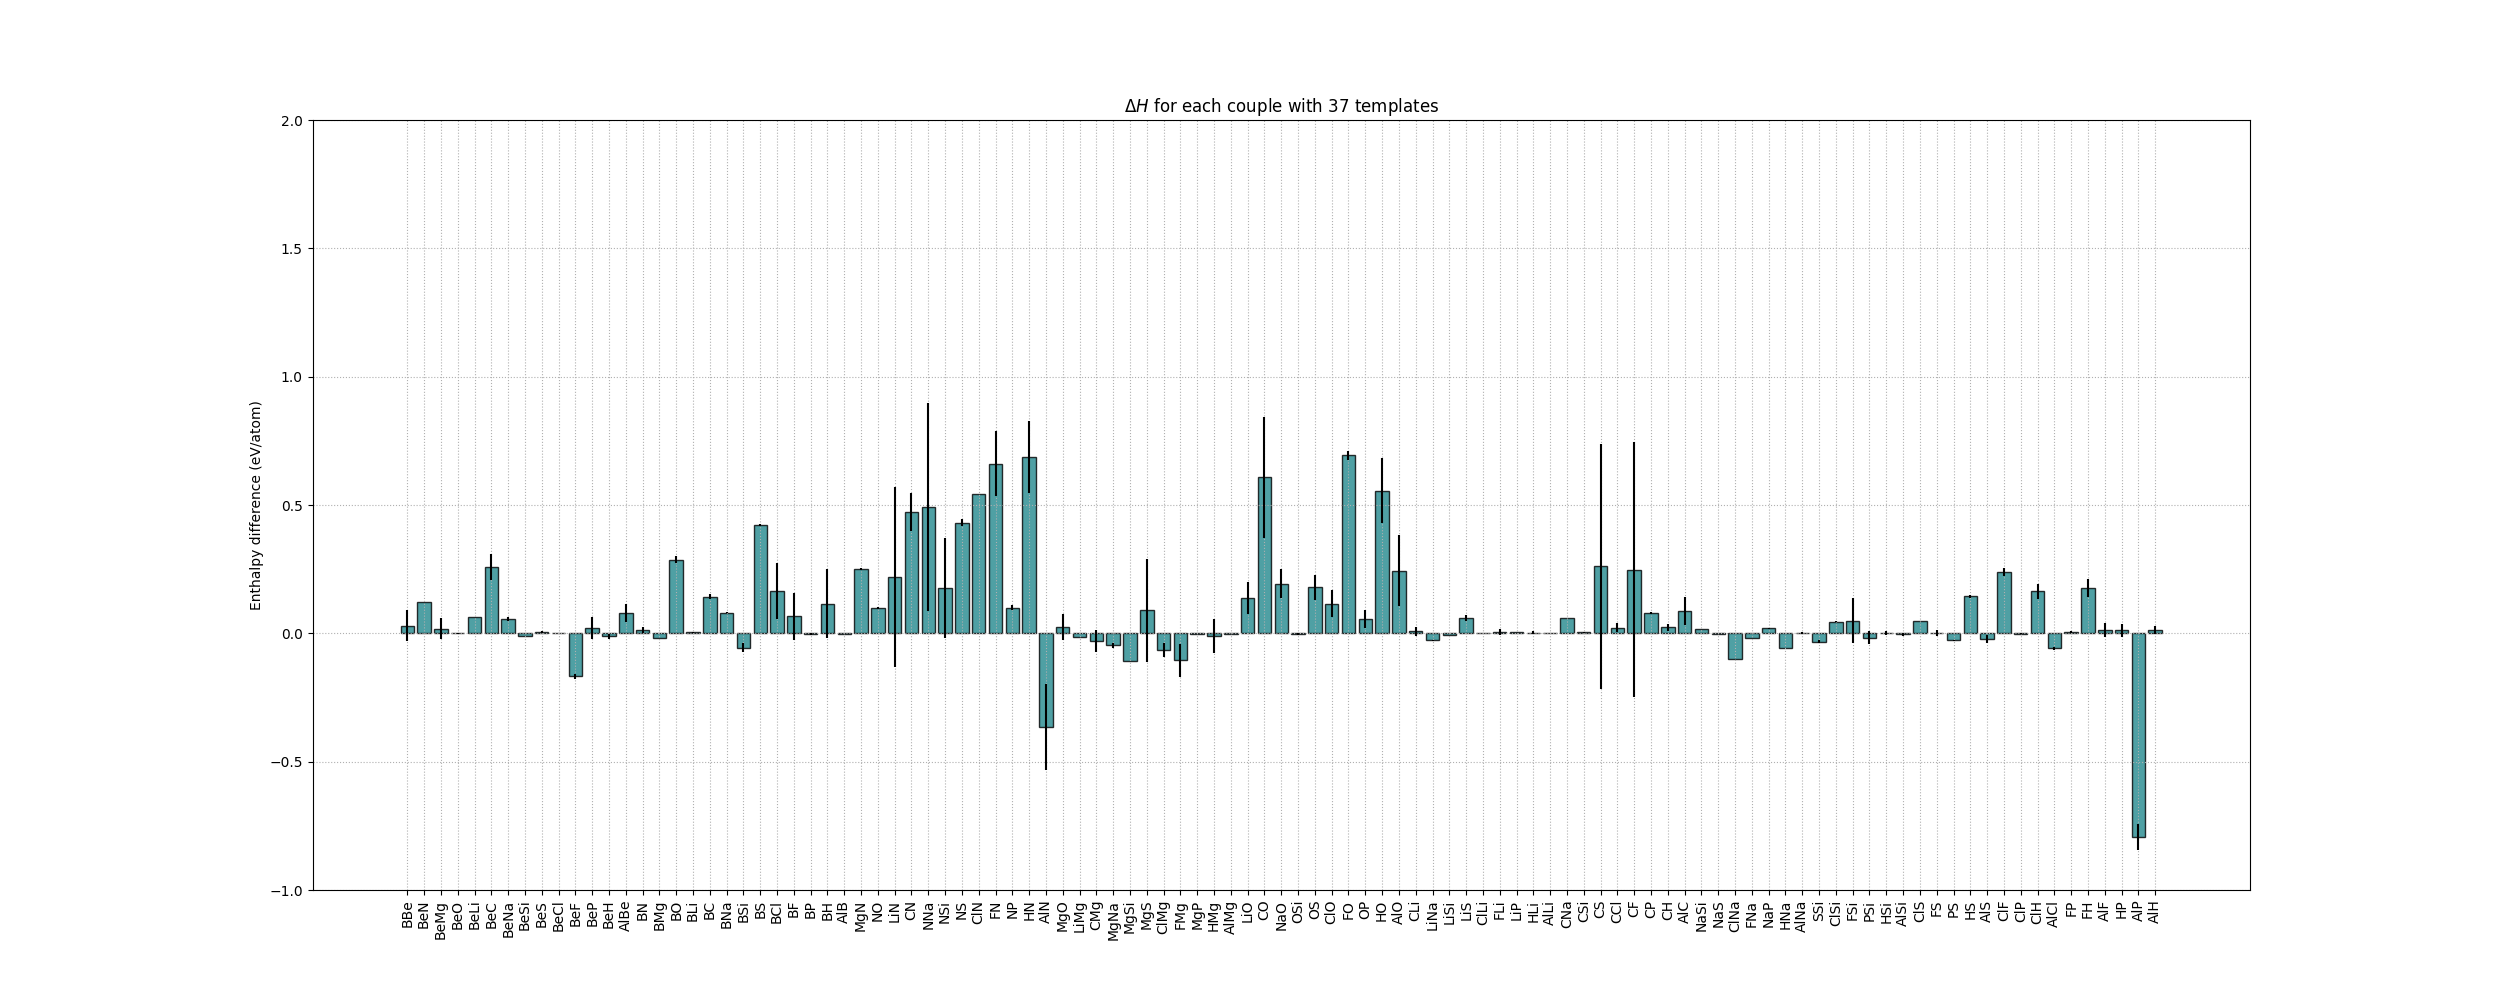 ΔH for each couple with 37 templates
Enthalpy difference (eV/atom)
2.0
1.5
1.0
0.5
0.0
−0.5
−1.0
BBe
BeN
BeMg
BeO
BeLi
BeC
BeNa
BeSi
BeS
BeCl
BeF
BeP
BeH
AlBe
BN
BMg
BO
BLi
BC
BNa
BSi
BS
BCl
BF
BP
BH
AlB
MgN
NO
LiN
CN
NNa
NSi
NS
ClN
FN
NP
HN
AlN
MgO
LiMg
CMg
MgNa
MgSi
MgS
ClMg
FMg
MgP
HMg
AlMg
LiO
CO
NaO
OSi
OS
ClO
FO
OP
HO
AlO
CLi
LiNa
LiSi
LiS
ClLi
FLi
LiP
HLi
AlLi
CNa
CSi
CS
CCl
CF
CP
CH
AlC
NaSi
NaS
ClNa
FNa
NaP
HNa
AlNa
SSi
ClSi
FSi
PSi
HSi
AlSi
ClS
FS
PS
HS
AlS
ClF
ClP
ClH
AlCl
FP
FH
AlF
HP
AlP
AlH